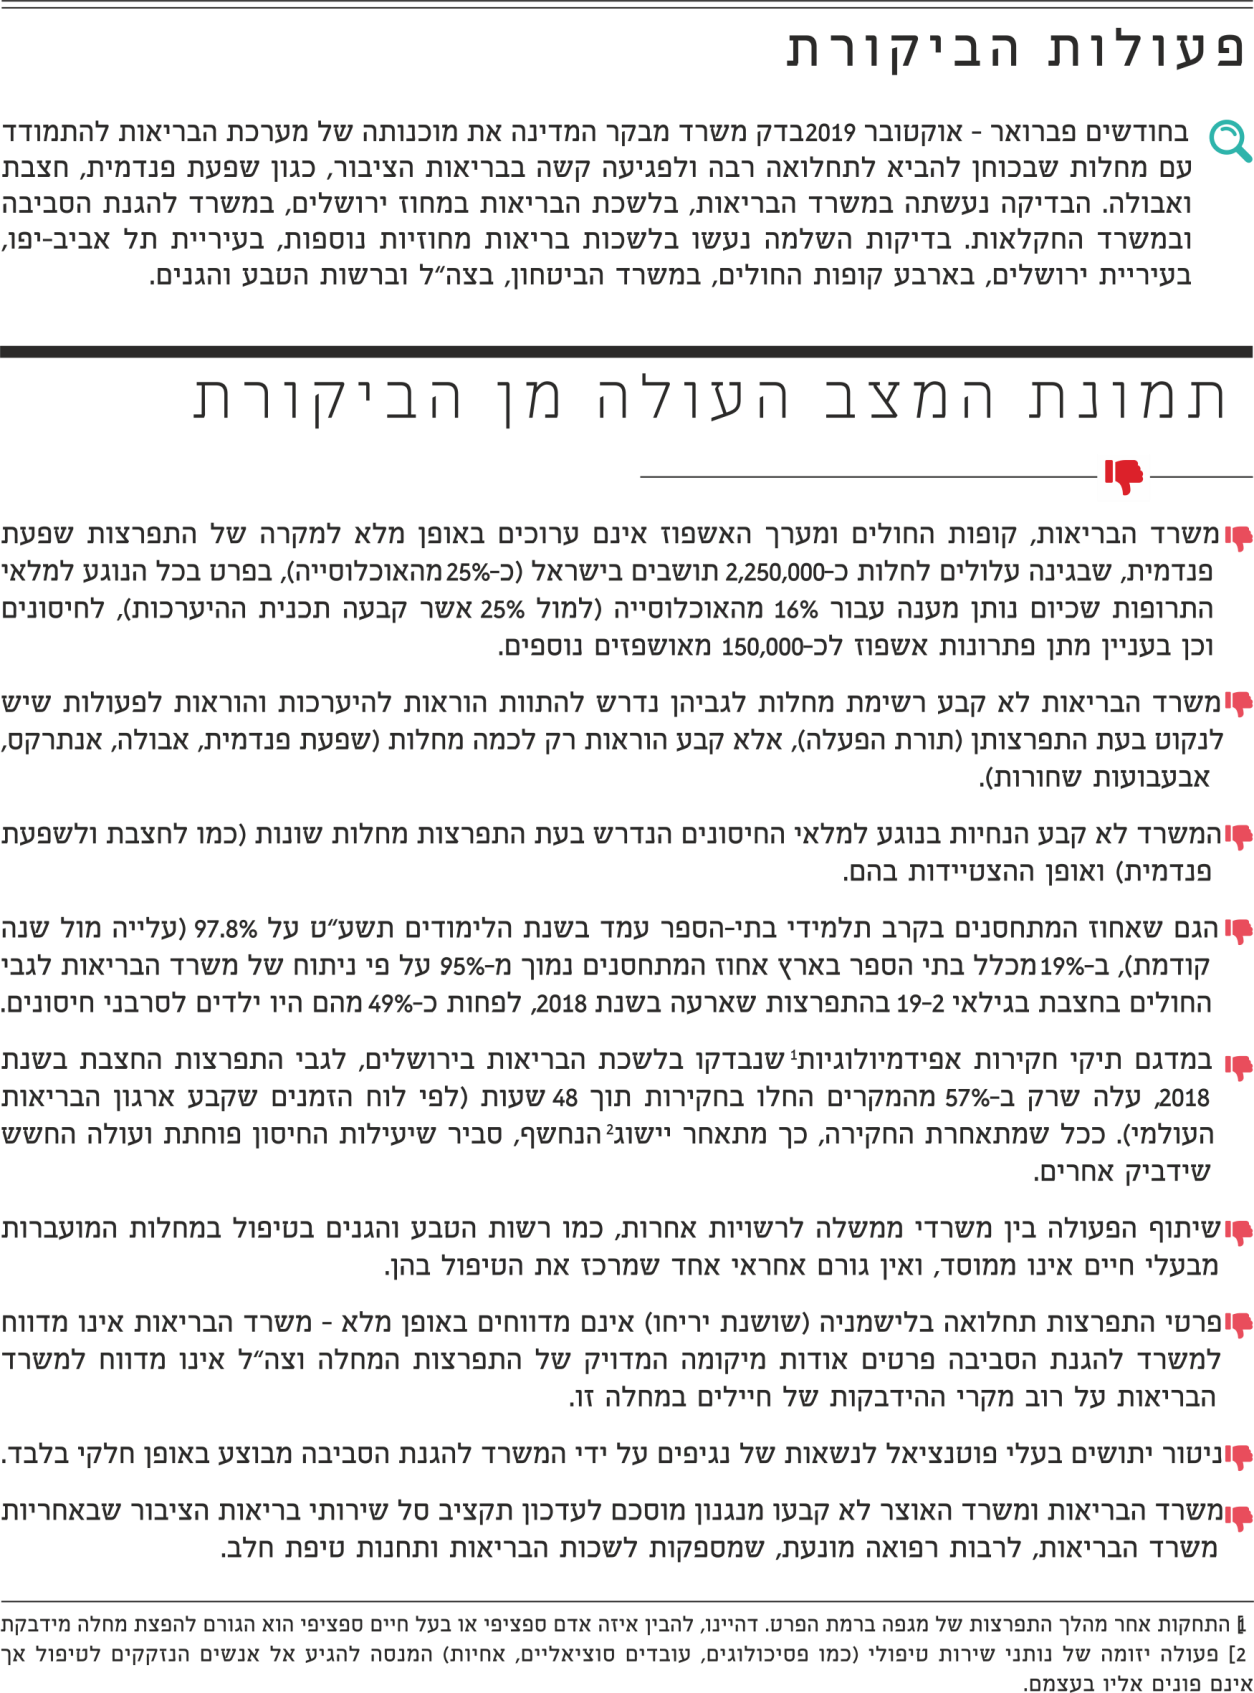 פעולות הביקורת
בחודשים פברואר - אוקטובר 2019 בדק משרד מבקר המדינה את מוכנותה של מערכת הבריאות להתמודד
עם מחלות שבכוחן להביא לתחלואה רבה ולפגיעה קשה בבריאות הציבור, כגון שפעת פנדמית, חצבת
ואבולה. הבדיקה נעשתה במשרד הבריאות, בלשכת הבריאות במחוז ירושלים, במשרד להגנת הסביבה
ובמשרד החקלאות. בדיקות השלמה נעשו בלשכות בריאות מחוזיות נוספות, בעיריית תל אביב-יפו,
בעיריית ירושלים, בארבע קופות החולים, במשרד הביטחון, בצה״ל וברשות הטבע והגנים.
תמונת המצב העולה מן הביקורת
משרד הבריאות, קופות החולים ומערך האשפוז אינם ערוכים באופן מלא למקרה של התפרצות שפעת
פנדמית, שבגינה עלולים לחלות כ-2,250,000 תושבים בישראל (כ-25% מהאוכלוסייה), בפרט בכל הנוגע למלאי
התרופות שכיום נותן מענה עבור 16% מהאוכלוסייה (למול 25% אשר קבעה תכנית ההיערכות), לחיסונים
וכן בעניין מתן פתרונות אשפוז לכ-150,000 מאושפזים נוספים.
משרד הבריאות לא קבע רשימת מחלות לגביהן נדרש להתוות הוראות להיערכות והוראות לפעולות שיש
לנקוט בעת התפרצותן (תורת הפעלה), אלא קבע הוראות רק לכמה מחלות (שפעת פנדמית, אבולה, אנתרקס,
אבעבועות שחורות).
המשרד לא קבע הנחיות בנוגע למלאי החיסונים הנדרש בעת התפרצות מחלות שונות (כמו לחצבת ולשפעת
פנדמית) ואופן ההצטיידות בהם.
הגם שאחוז המתחסנים בקרב תלמידי בתי-הספר עמד בשנת הלימודים תשע״ט על 97.8% (עלייה מול שנה
קודמת), ב-19% מכלל בתי הספר בארץ אחוז המתחסנים נמוך מ-95% על פי ניתוח של משרד הבריאות לגבי
החולים בחצבת בגילאי 2-19 בהתפרצות שארעה בשנת 2018, לפחות כ-49% מהם היו ילדים לסרבני חיסונים.
במדגם תיקי חקירות אפידמיולוגיות1 שנבדקו בלשכת הבריאות בירושלים, לגבי התפרצות החצבת בשנת
2018, עלה שרק ב-57% מהמקרים החלו בחקירות תוך 48 שעות (לפי לוח הזמנים שקבע ארגון הבריאות
העולמי). ככל שמתאחרת החקירה, כך מתאחר יישוג2 הנחשף, סביר שיעילות החיסון פוחתת ועולה החשש
שידביק אחרים.
שיתוף הפעולה בין משרדי ממשלה לרשויות אחרות, כמו רשות הטבע והגנים בטיפול במחלות המועברות
מבעלי חיים אינו ממוסד, ואין גורם אחראי אחד שמרכז את הטיפול בהן.
פרטי התפרצות תחלואה בלישמניה (שושנת יריחו) אינם מדווחים באופן מלא - משרד הבריאות אינו מדווח
למשרד להגנת הסביבה פרטים אודות מיקומה המדויק של התפרצות המחלה וצה״ל אינו מדווח למשרד
הבריאות על רוב מקרי ההידבקות של חיילים במחלה זו.
ניטור יתושים בעלי פוטנציאל לנשאות של נגיפים על ידי המשרד להגנת הסביבה מבוצע באופן חלקי בלבד.
משרד הבריאות ומשרד האוצר לא קבעו מנגנון מוסכם לעדכון תקציב סל שירותי בריאות הציבור שבאחריות
משרד הבריאות, לרבות רפואה מונעת, שמספקות לשכות הבריאות ותחנות טיפת חלב.
1] התחקות אחר מהלך התפרצות של מגפה ברמת הפרט. דהיינו, להבין איזה אדם ספציפי או בעל חיים ספציפי הוא הגורם להפצת מחלה מידבקת
2] פעולה יזומה של נותני שירות טיפולי (כמו פסיכולוגים, עובדים סוציאליים, אחיות) המנסה להגיע אל אנשים הנזקקים לטיפול אך
אינם פונים אליו בעצמם.